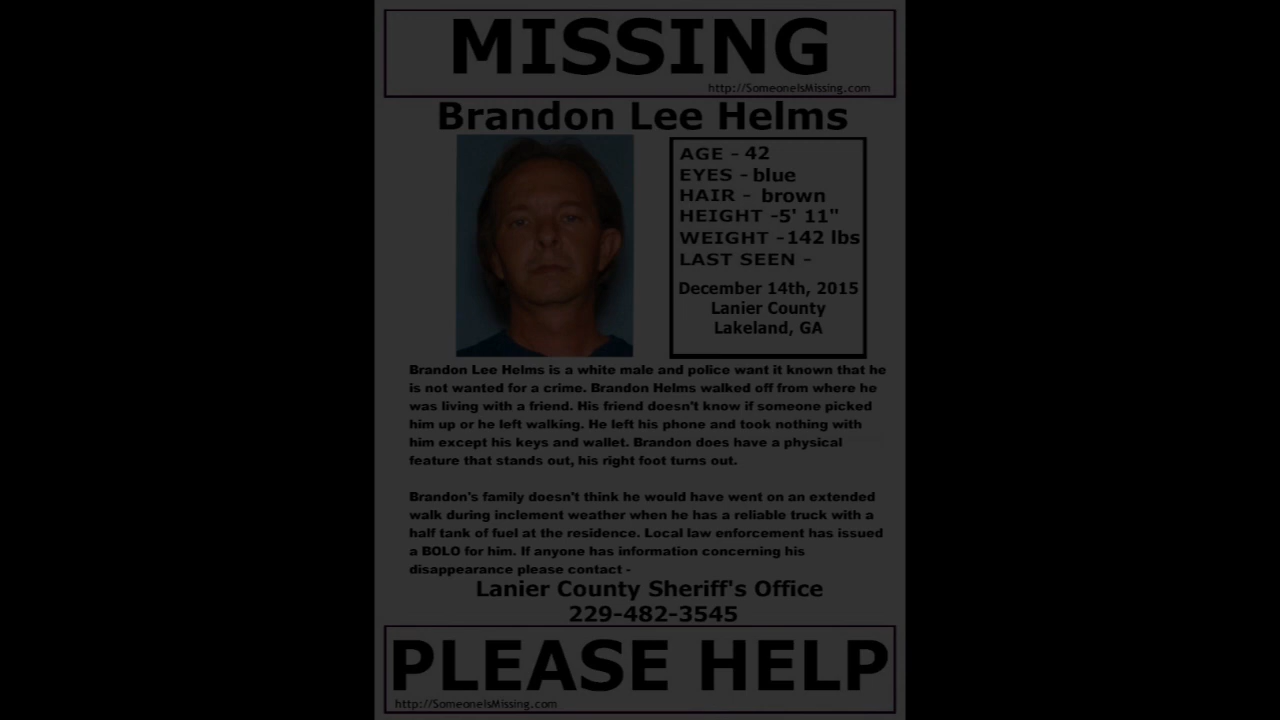 MISSING
http://SomeoneIsMissing.com
Brandon Lee Helms
AGE - 42
EYES - blue
HAIR - brown
HEIGHT -5' 11"
WEIGHT -142 lbs
LAST SEEN -
December 14th, 2015
Lanier County
Lakeland, GA
Brandon Lee Helms is a white male and police want it known that he
is not wanted for a crime. Brandon Helms walked off from where he
was living with a friend. His friend doesn't know if someone picked
him up or he left walking. He left his phone and took nothing with
him except his keys and wallet. Brandon does have a physical
feature that stands out, his right foot turns out.
Brandon's family doesn't think he would have went on an extended
walk during inclement weather when he has a reliable truck with a
half tank of fuel at the residence. Local law enforcement has issued
a BOLO for him. If anyone has information concerning his
disappearance please contact -
Lanier County Sheriff's Office
229-482-3545
PLEASE HELP
http://SomeoneIsMissing.com